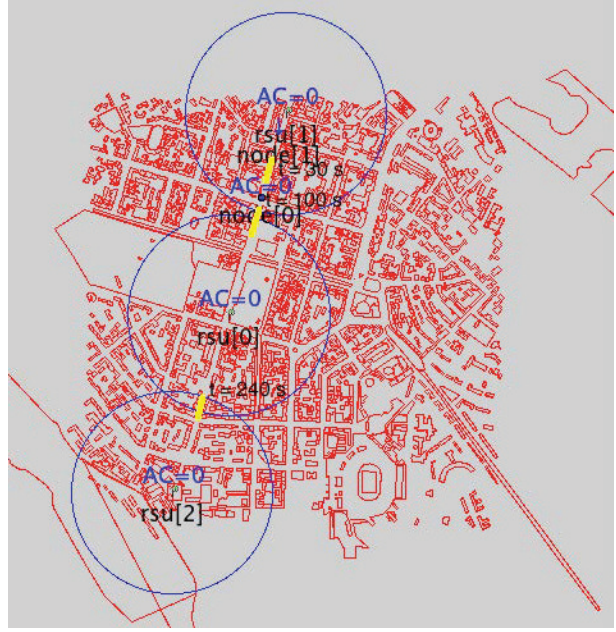 AC=0
rsu[1]
node[1]
t = 30 s
AC=0
t = 100 s
node[0]
AC=0
rsu[0]
t = 240 s
AC=0
rsu[2]